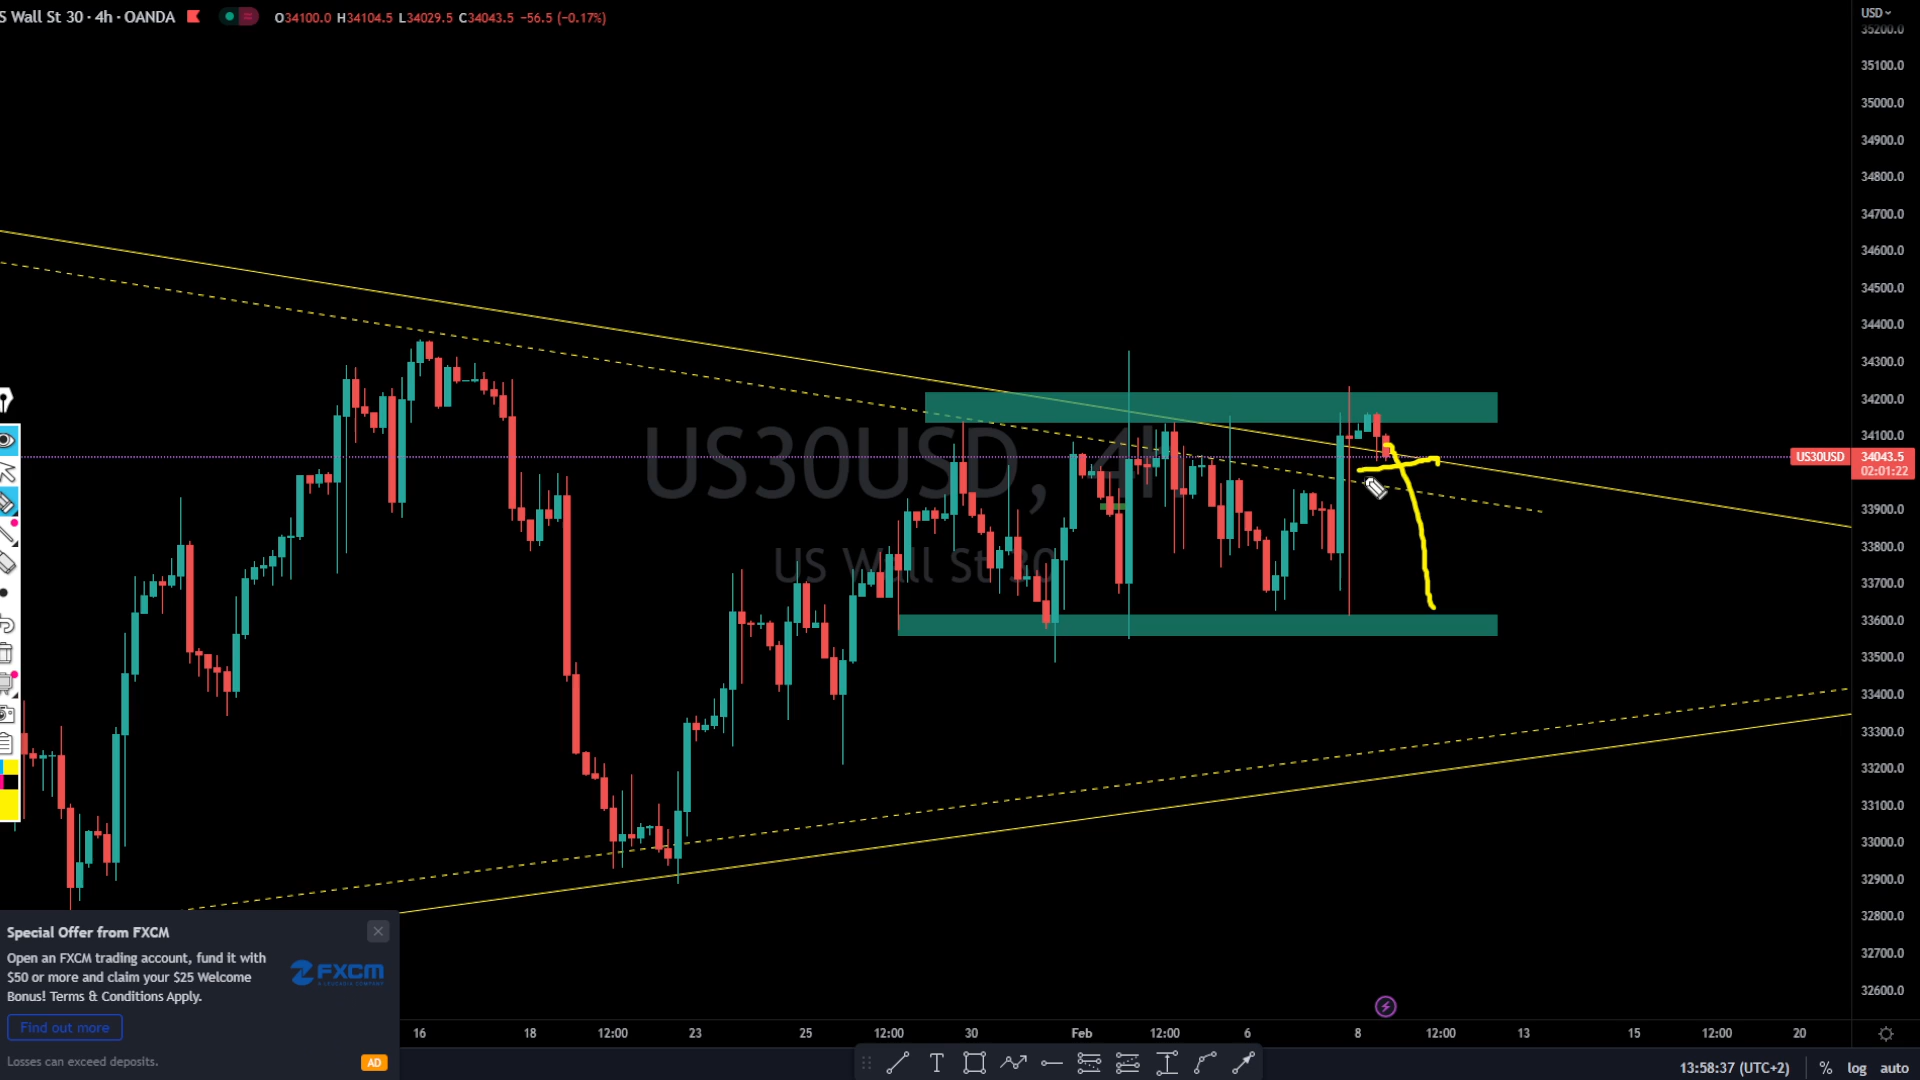 S Wall St 30 · 4h · OANDA
O34100.0 H34104.5 L34029.5 C34043.5 −56.5 (−0.17%)
USD
35200.0
35100.0
35000.0
34900.0
34800.0
34700.0
34600.0
34500.0
34400.0
34300.0
34200.0
34100.0
US30USD
34043.5
02:01:22
33900.0
33800.0
33700.0
33600.0
33500.0
33400.0
33300.0
33200.0
33100.0
33000.0
32900.0
32800.0
32700.0
32600.0
US30USD, 4h
US Wall St 30
Special Offer from FXCM
Open an FXCM trading account, fund it with
$50 or more and claim your $25 Welcome
Bonus! Terms & Conditions Apply.
FXCM
Find out more
Losses can exceed deposits.
AD
16 18 12:00 23 25 12:00 30 Feb 12:00 6 8 12:00 13 15 12:00 20
13:58:37 (UTC+2) % log auto